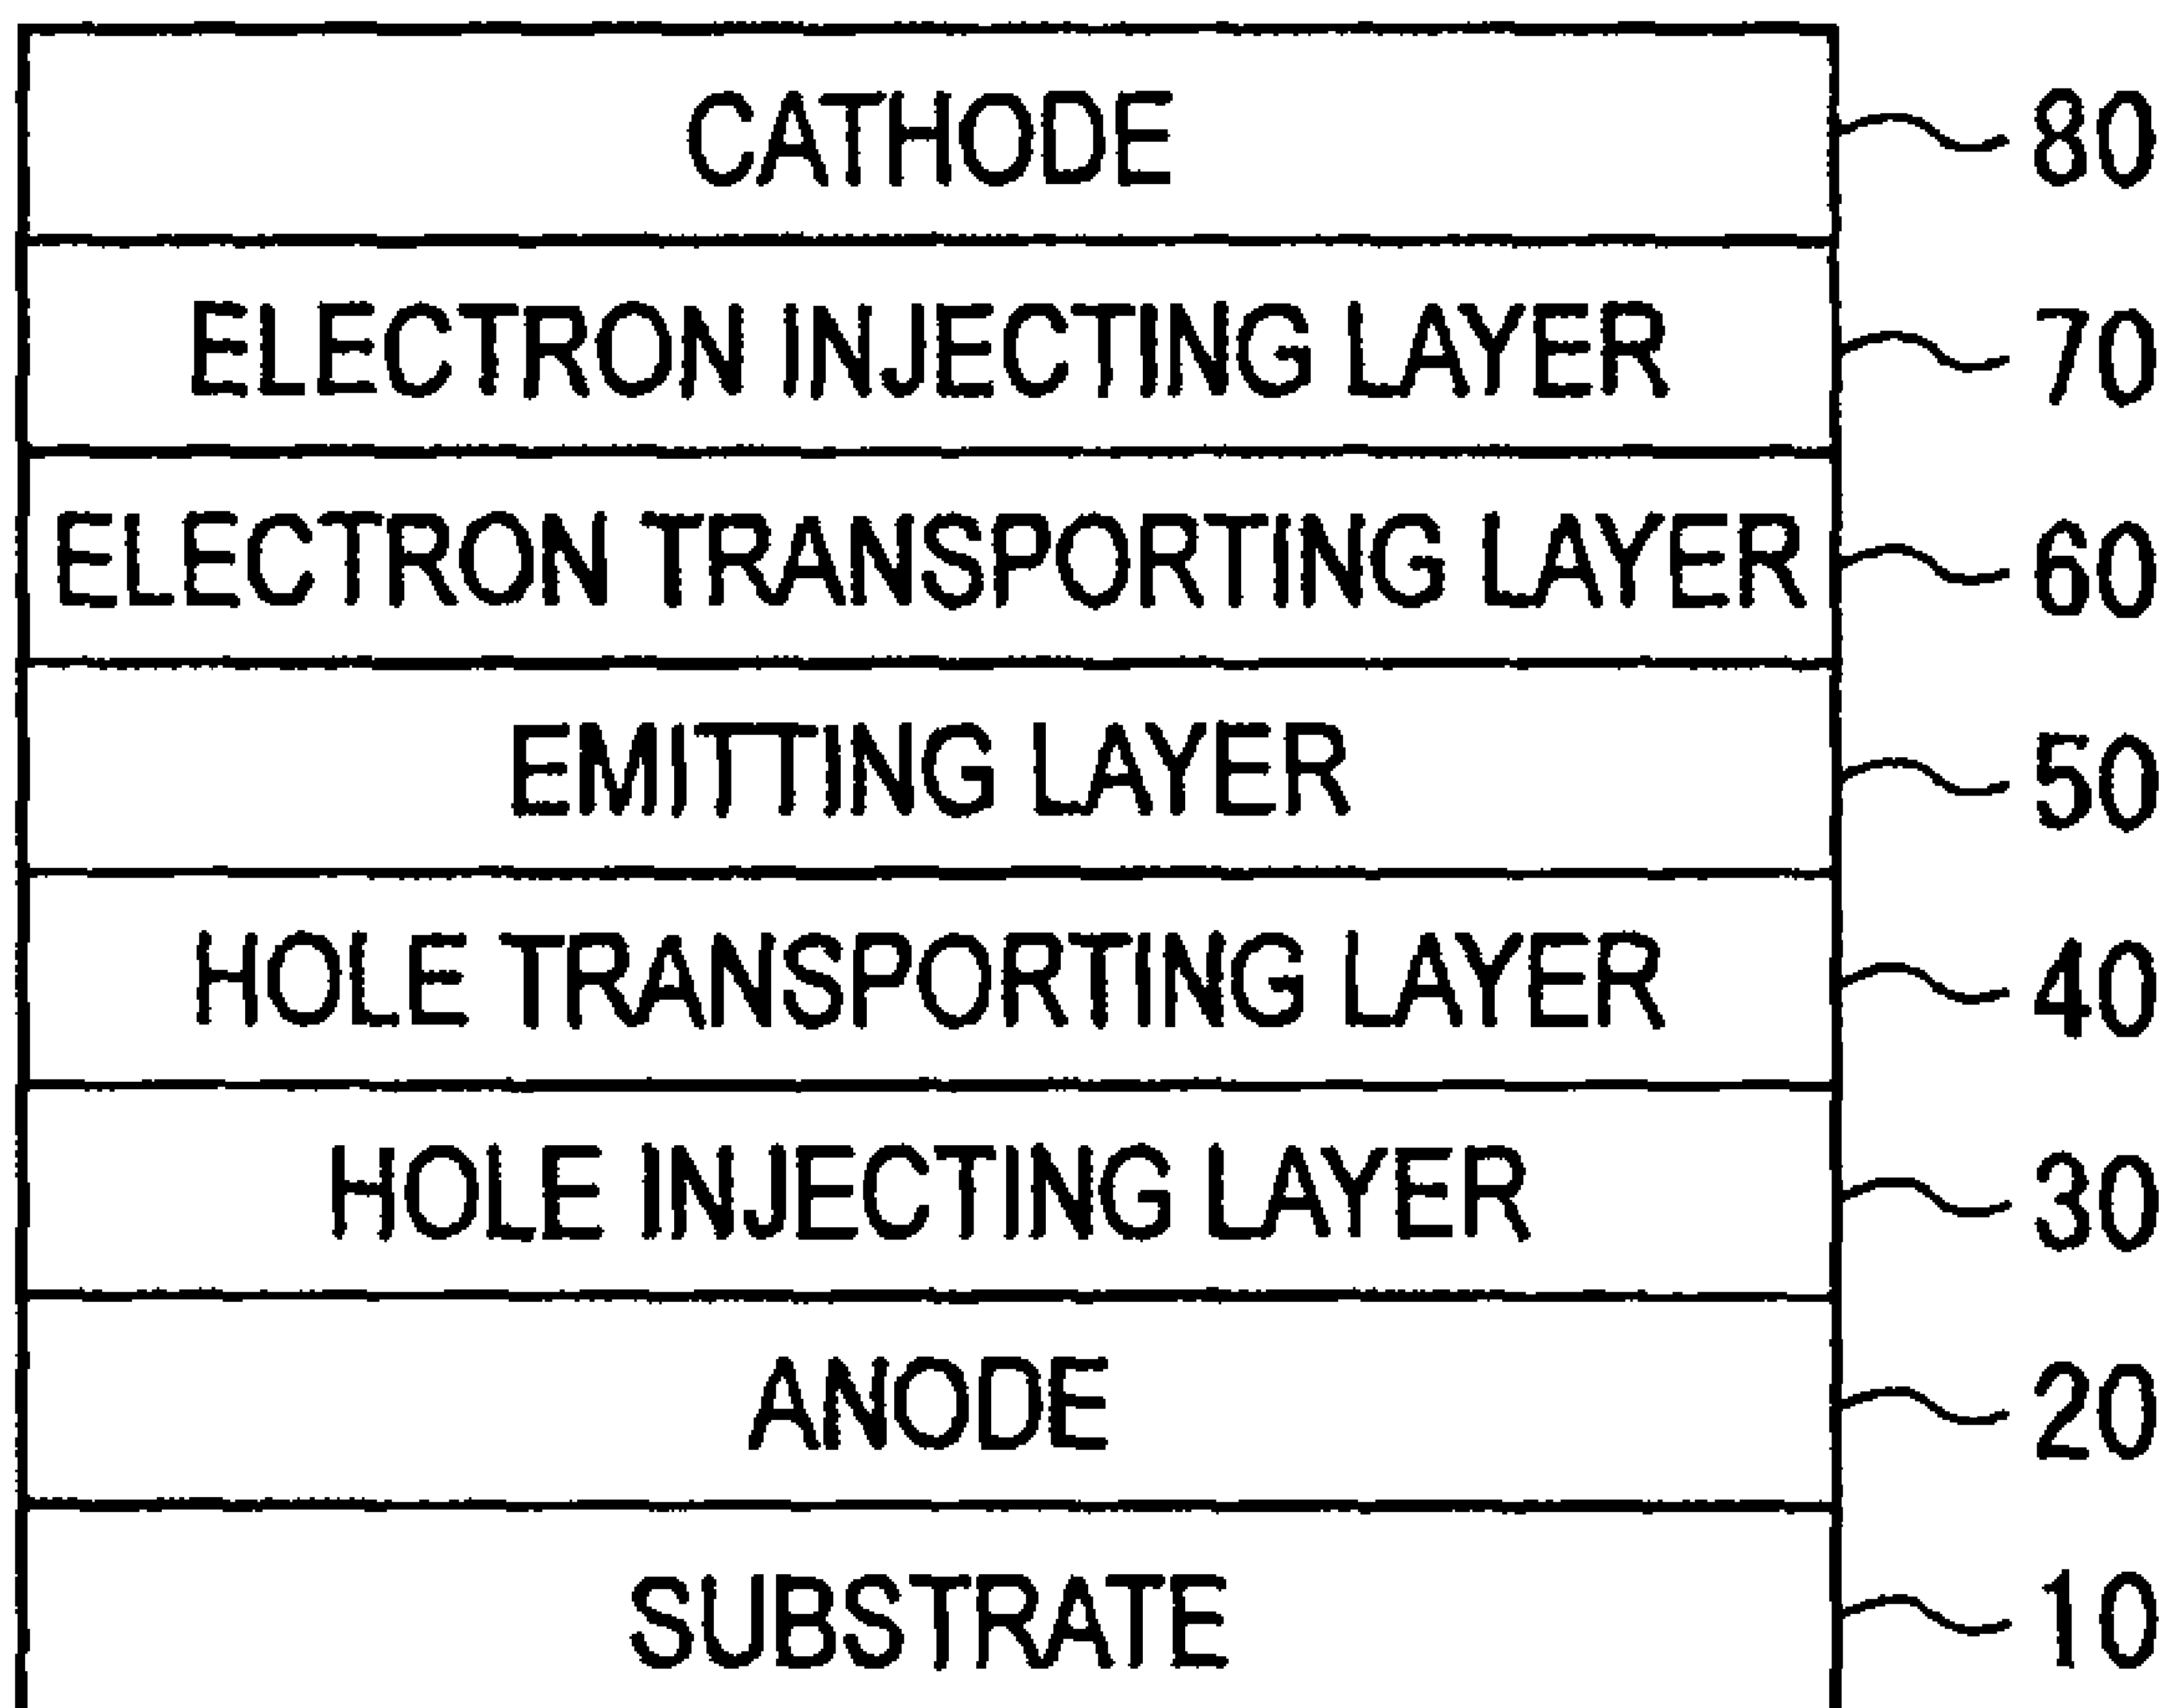 CATHODE 80
ELECTRON INJECTING LAYER 70
ELECTRON TRANSPORTING LAYER 60
EMITTING LAYER 50
HOLE TRANSPORTING LAYER 40
HOLE INJECTING LAYER 30
ANODE 20
SUBSTRATE 10